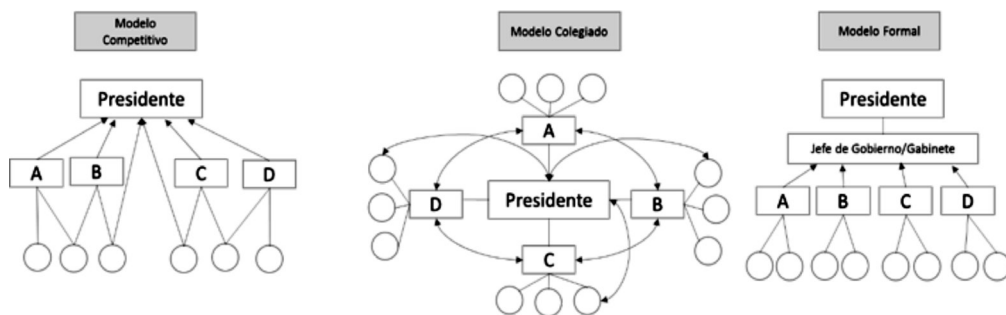 Modelo
Competitivo
Presidente
A
B
C
D
Modelo Colegiado
A
D
Presidente
B
C
Modelo Formal
Presidente
Jefe de Gobierno/Gabinete
A
B
C
D